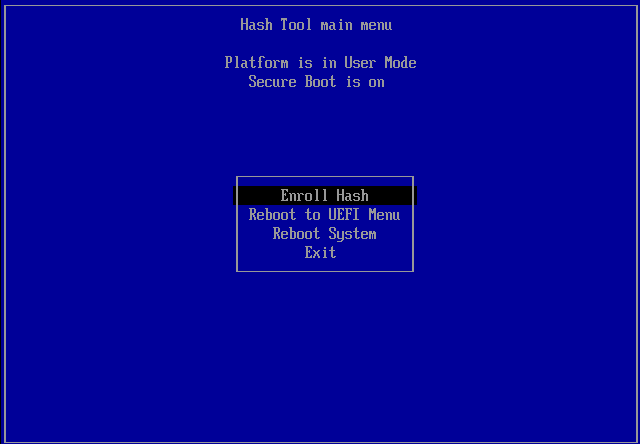 Hash Tool main menu
Platform is in User Mode
Secure Boot is on
Enroll Hash
Reboot to UEFI Menu
Reboot System
Exit